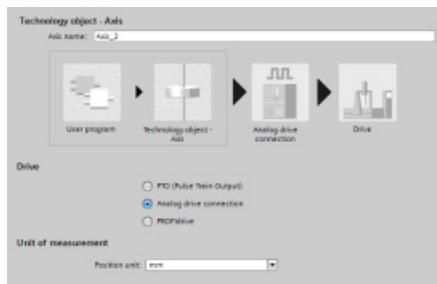 Technology object - Axis
Axis name: Axis_2
User program
Technology object - Axis
Analog drive connection
Drive
Drive
PTO (Pulse Train Output)
Analog drive connection
PROFIdrive
Unit of measurement
Position unit: mm